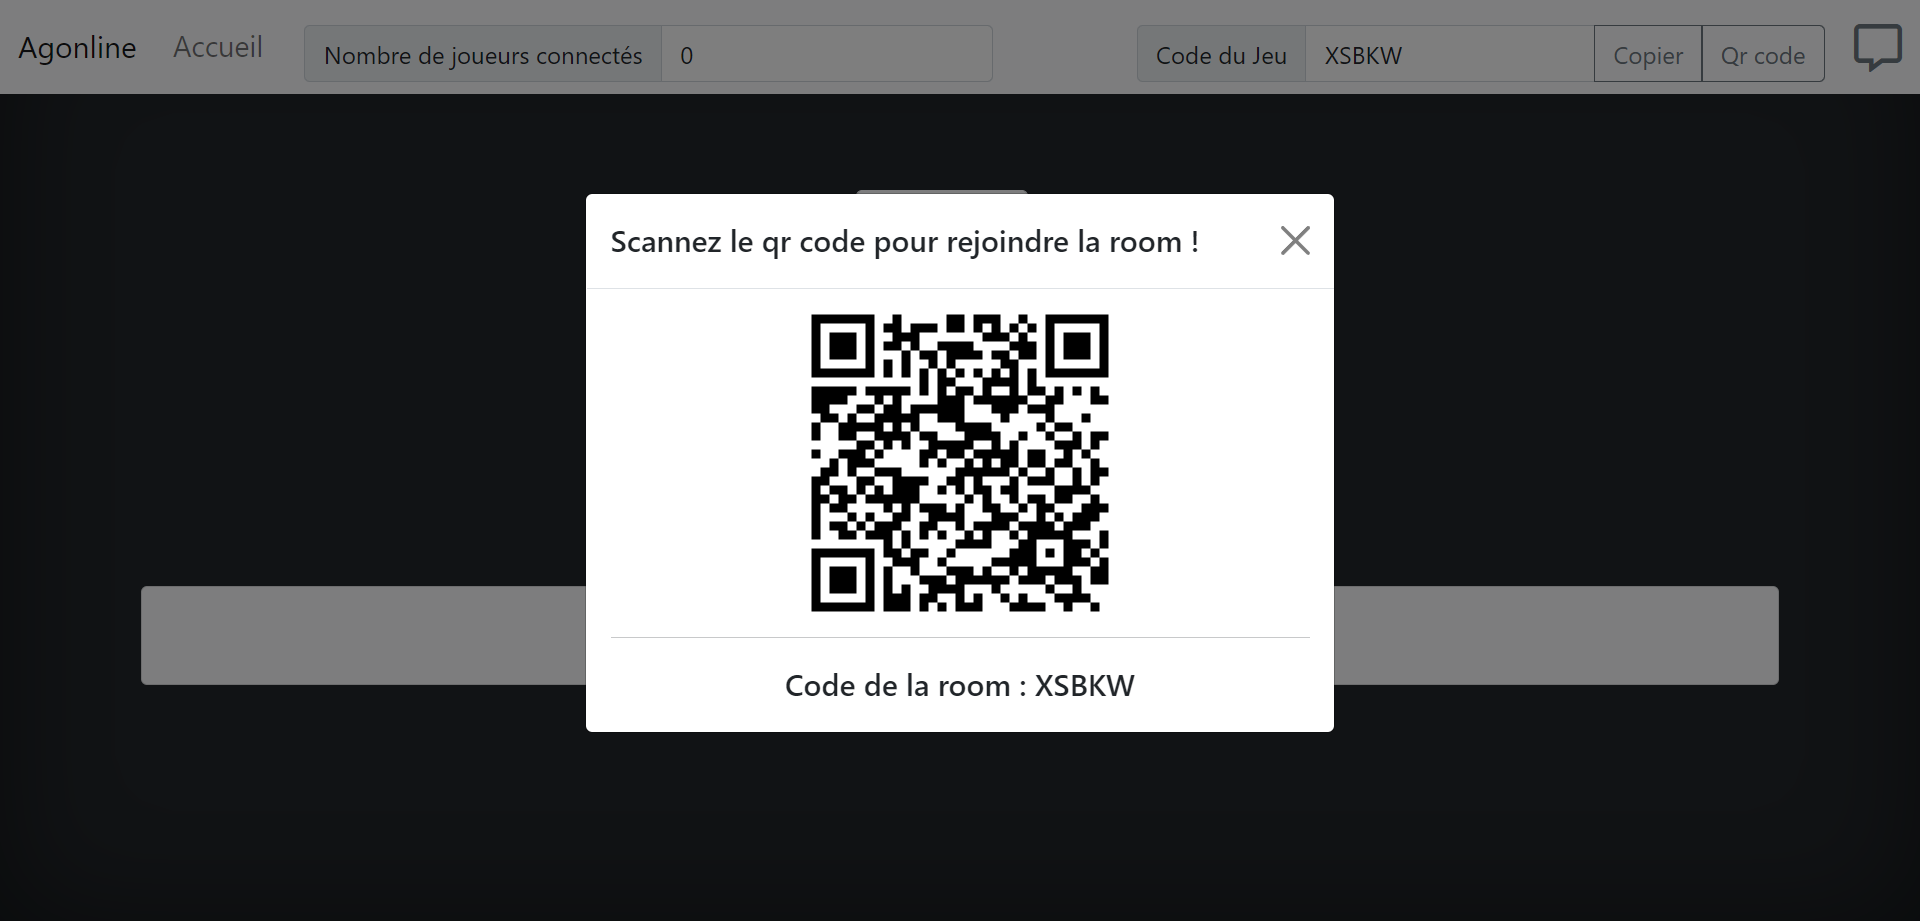 Agonline Accueil Nombre de joueurs connectés 0 Code du Jeu XSBKW Copier Qr code
Scannez le qr code pour rejoindre la room !
Code de la room : XSBKW